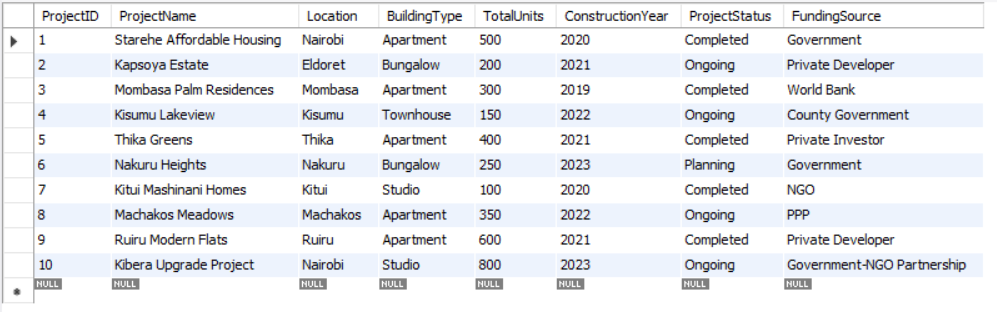 ProjectID ProjectName Location BuildingType TotalUnits ConstructionYear ProjectStatus FundingSource
1 Starehe Affordable Housing Nairobi Apartment 500 2020 Completed Government
2 Kapsoya Estate Eldoret Bungalow 200 2021 Ongoing Private Developer
3 Mombasa Palm Residences Mombasa Apartment 300 2019 Completed World Bank
4 Kisumu Lakeview Kisumu Townhouse 150 2022 Ongoing County Government
5 Thika Greens Thika Apartment 400 2021 Completed Private Investor
6 Nakuru Heights Nakuru Bungalow 250 2023 Planning Government
7 Kitui Mashinani Homes Kitui Studio 100 2020 Completed NGO
8 Machakos Meadows Machakos Apartment 350 2022 Ongoing PPP
9 Ruiru Modern Flats Ruiru Apartment 600 2021 Completed Private Developer
10 Kibera Upgrade Project Nairobi Studio 800 2023 Ongoing Government-NGO Partnership
NULL NULL NULL NULL NULL NULL NULL NULL